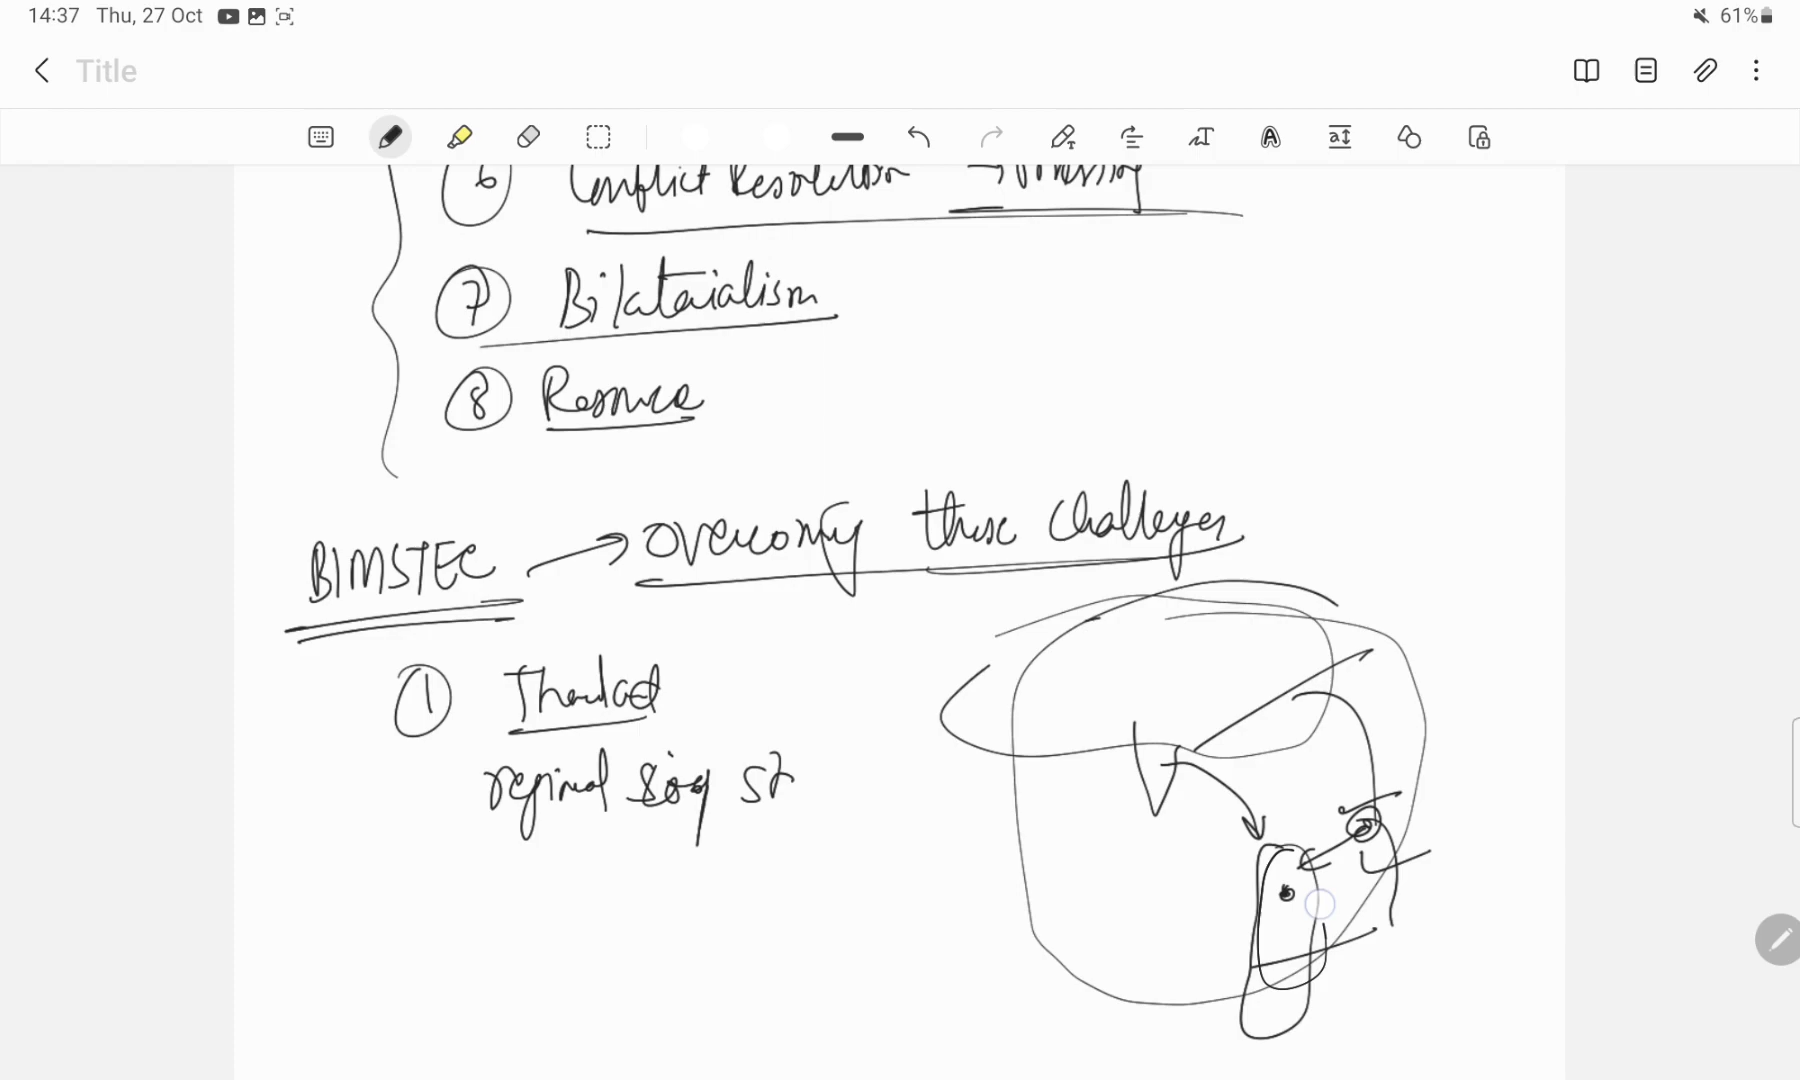 14:37 Thu, 27 Oct 61%
Title
6 Conflict Resolution →
7 Bilateralism
8 Resource
BIMSTEC → overcoming these challenges
1 Thailand
regional